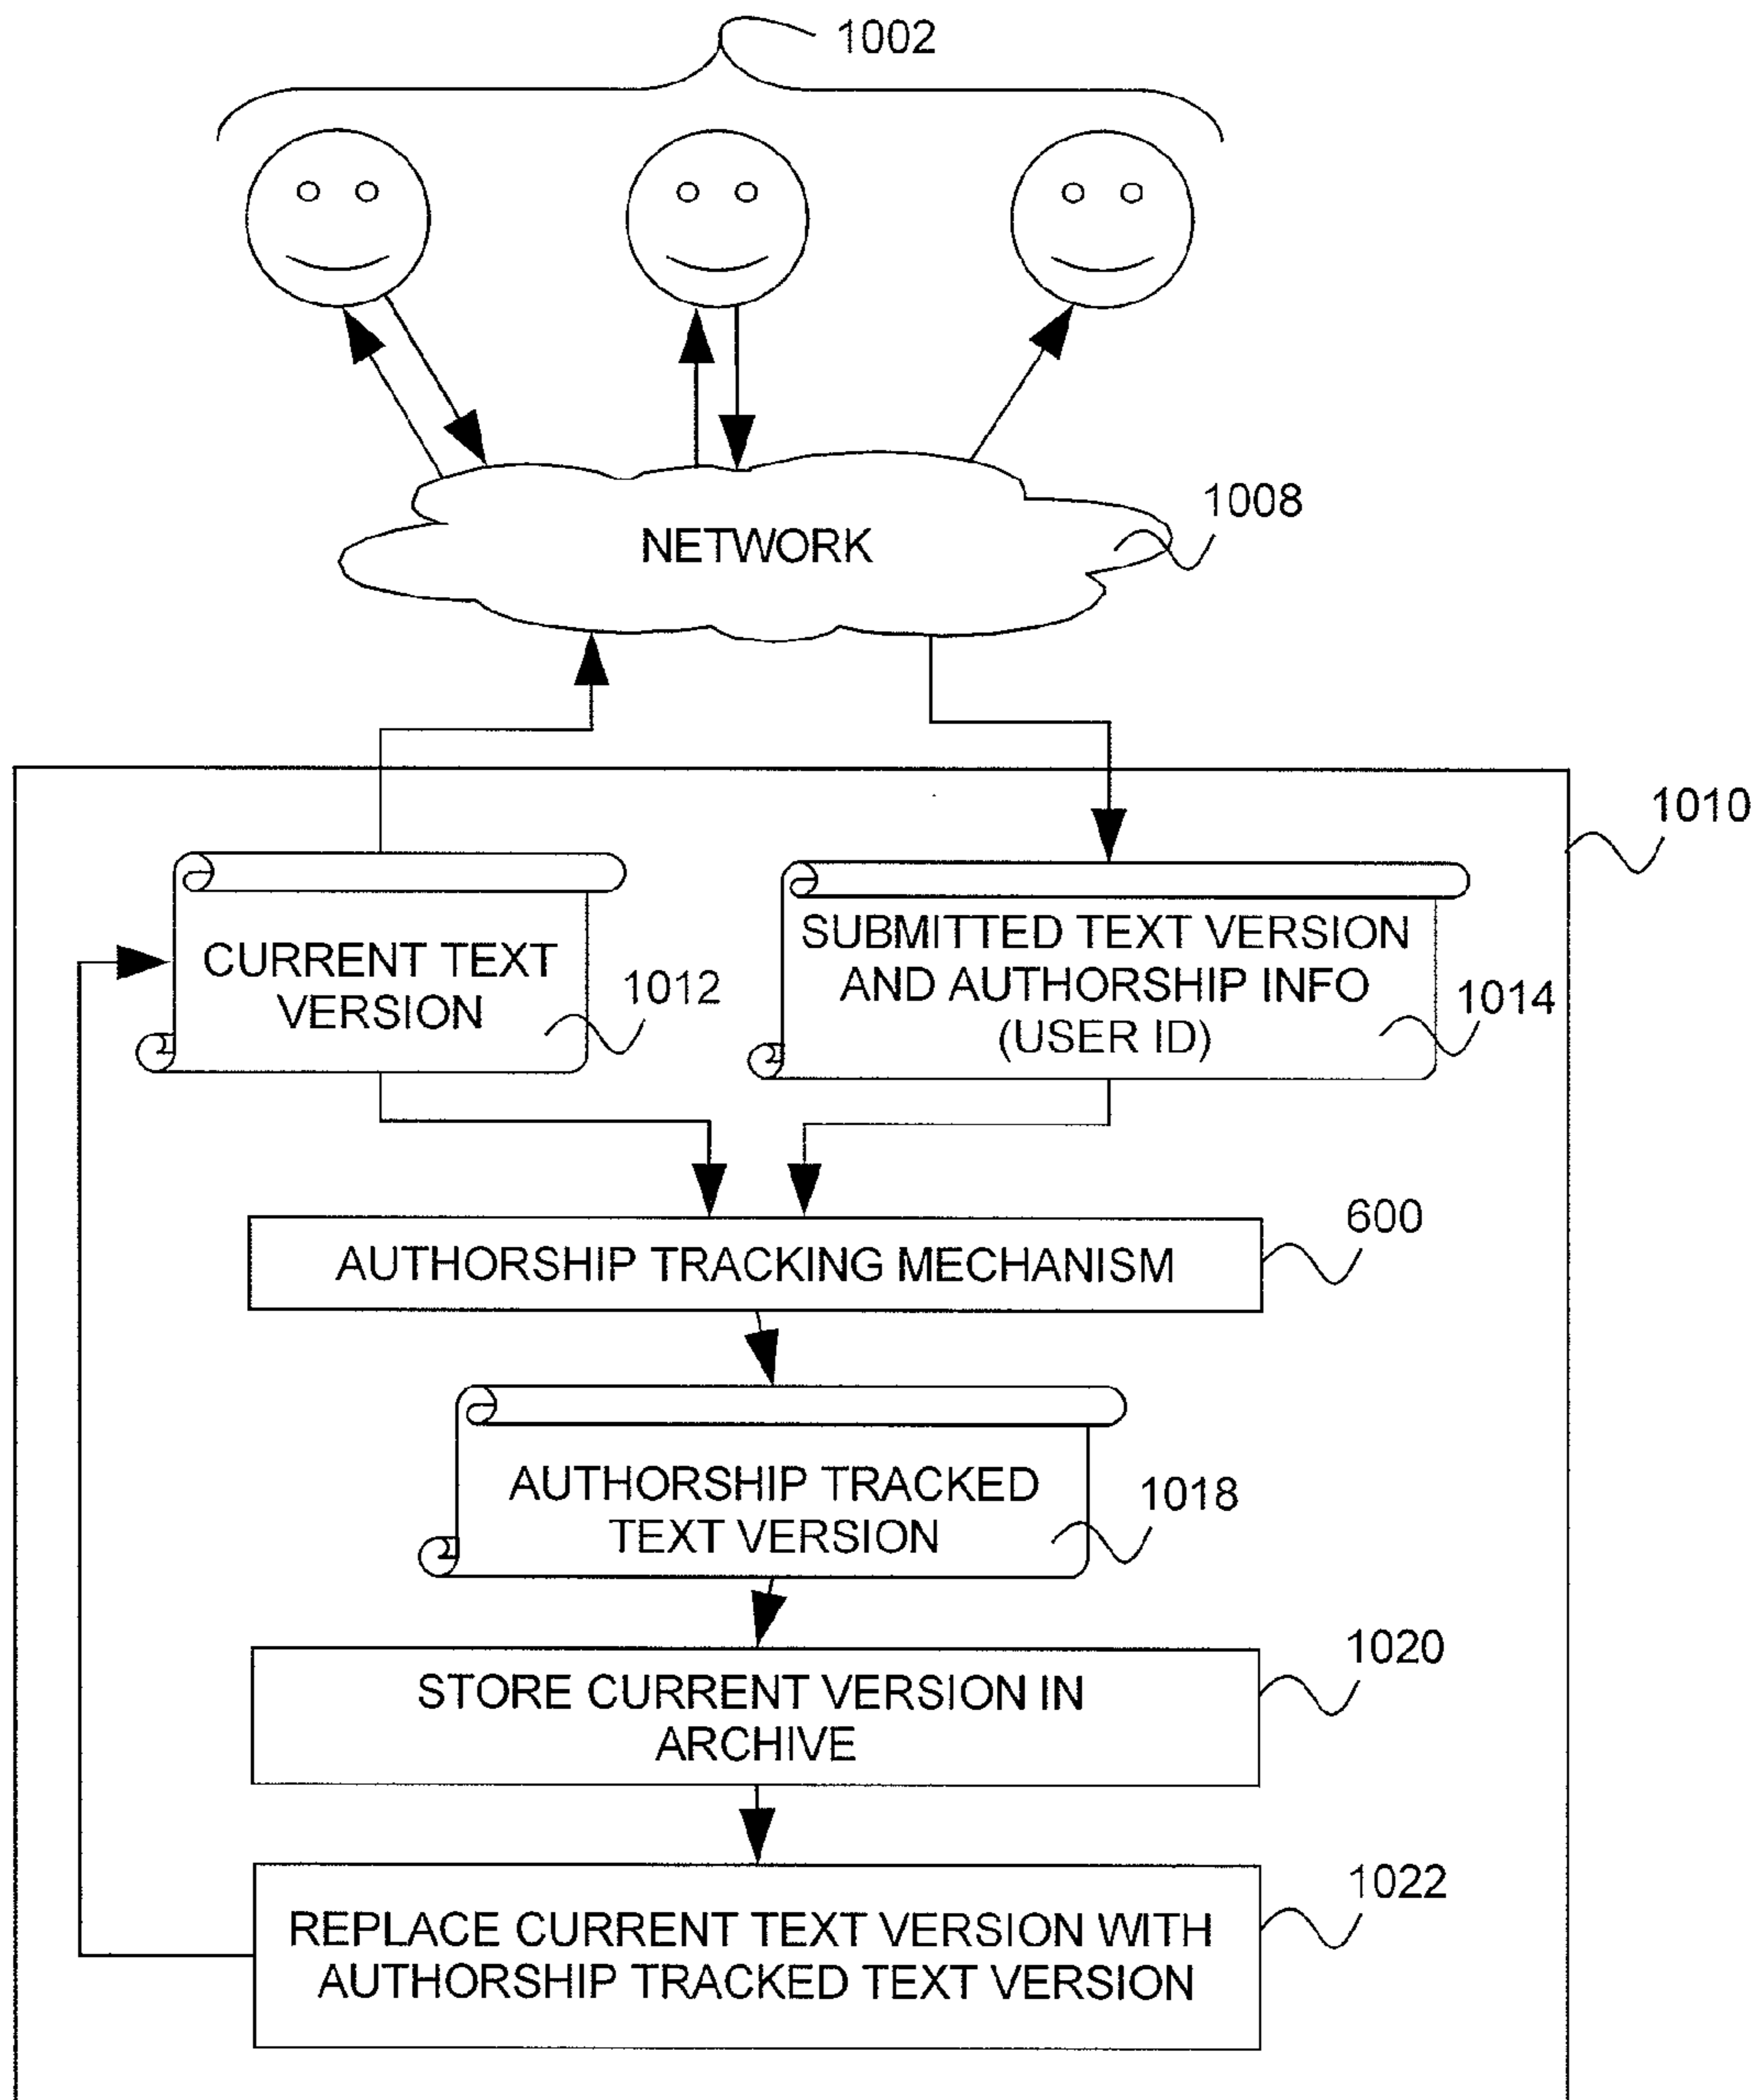 1002
NETWORK
1008
1010
CURRENT TEXT
VERSION
1012
SUBMITTED TEXT VERSION
AND AUTHORSHIP INFO
(USER ID)
1014
AUTHORSHIP TRACKING MECHANISM
600
AUTHORSHIP TRACKED
TEXT VERSION
1018
STORE CURRENT VERSION IN
ARCHIVE
1020
REPLACE CURRENT TEXT VERSION WITH
AUTHORSHIP TRACKED TEXT VERSION
1022